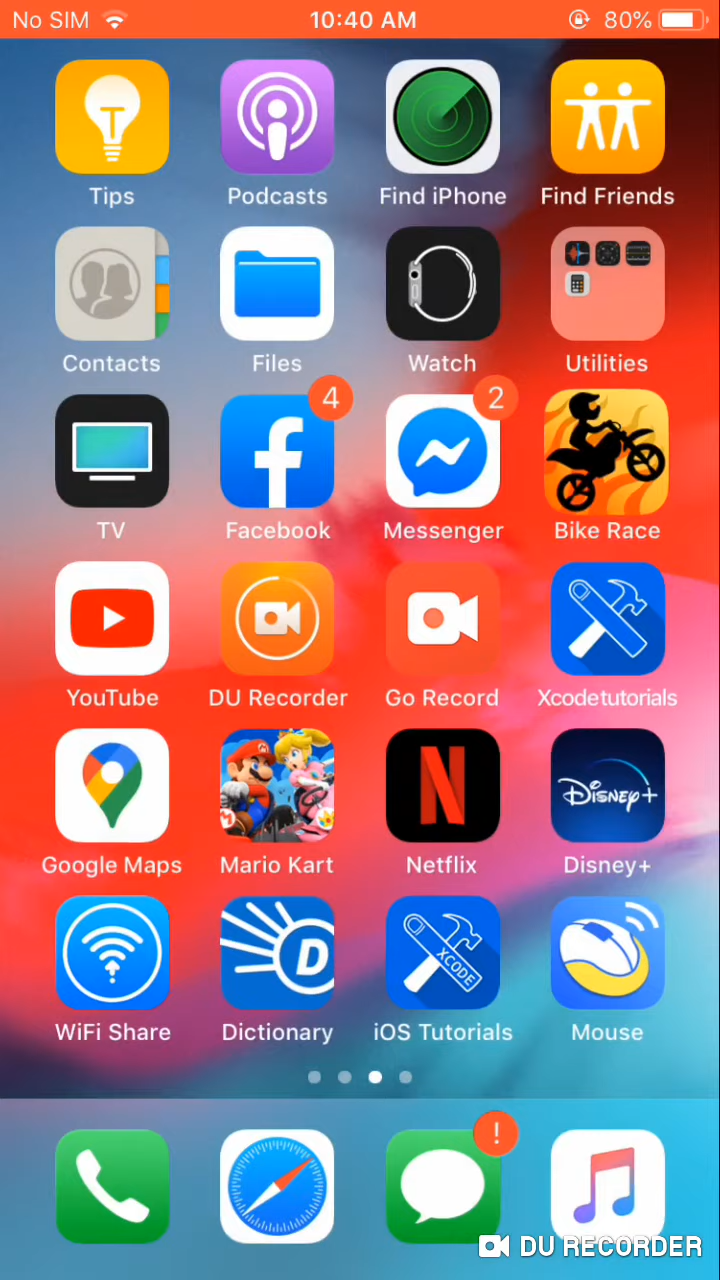 No SIM 10:40 AM 80%
Tips Podcasts Find iPhone Find Friends
Contacts Files Watch Utilities
4 2
TV Facebook Messenger Bike Race
YouTube DU Recorder Go Record Xcodetutorials
Disney+
Google Maps Mario Kart Netflix Disney+
D XCODE
WiFi Share Dictionary iOS Tutorials Mouse
!
DU RECORDER